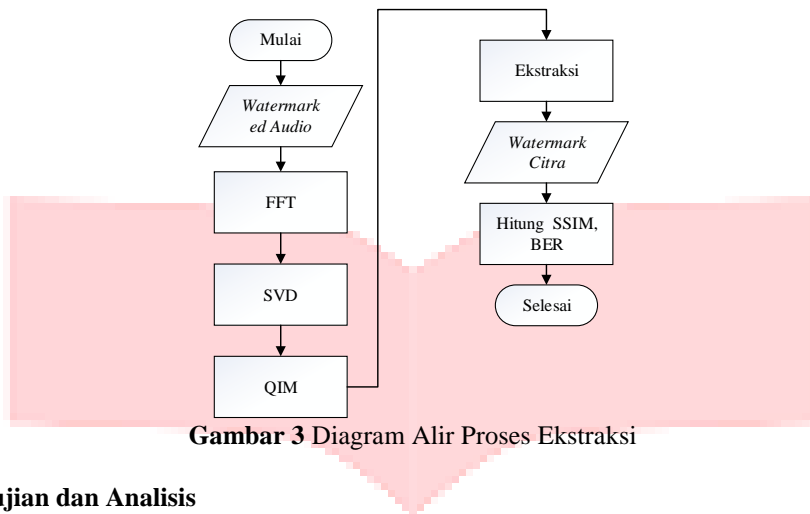 Mulai
Watermark
ed Audio
FFT
SVD
QIM
Ekstraksi
Watermark
Citra
Hitung SSIM,
BER
Selesai
Gambar 3 Diagram Alir Proses Ekstraksi
dan Analisis